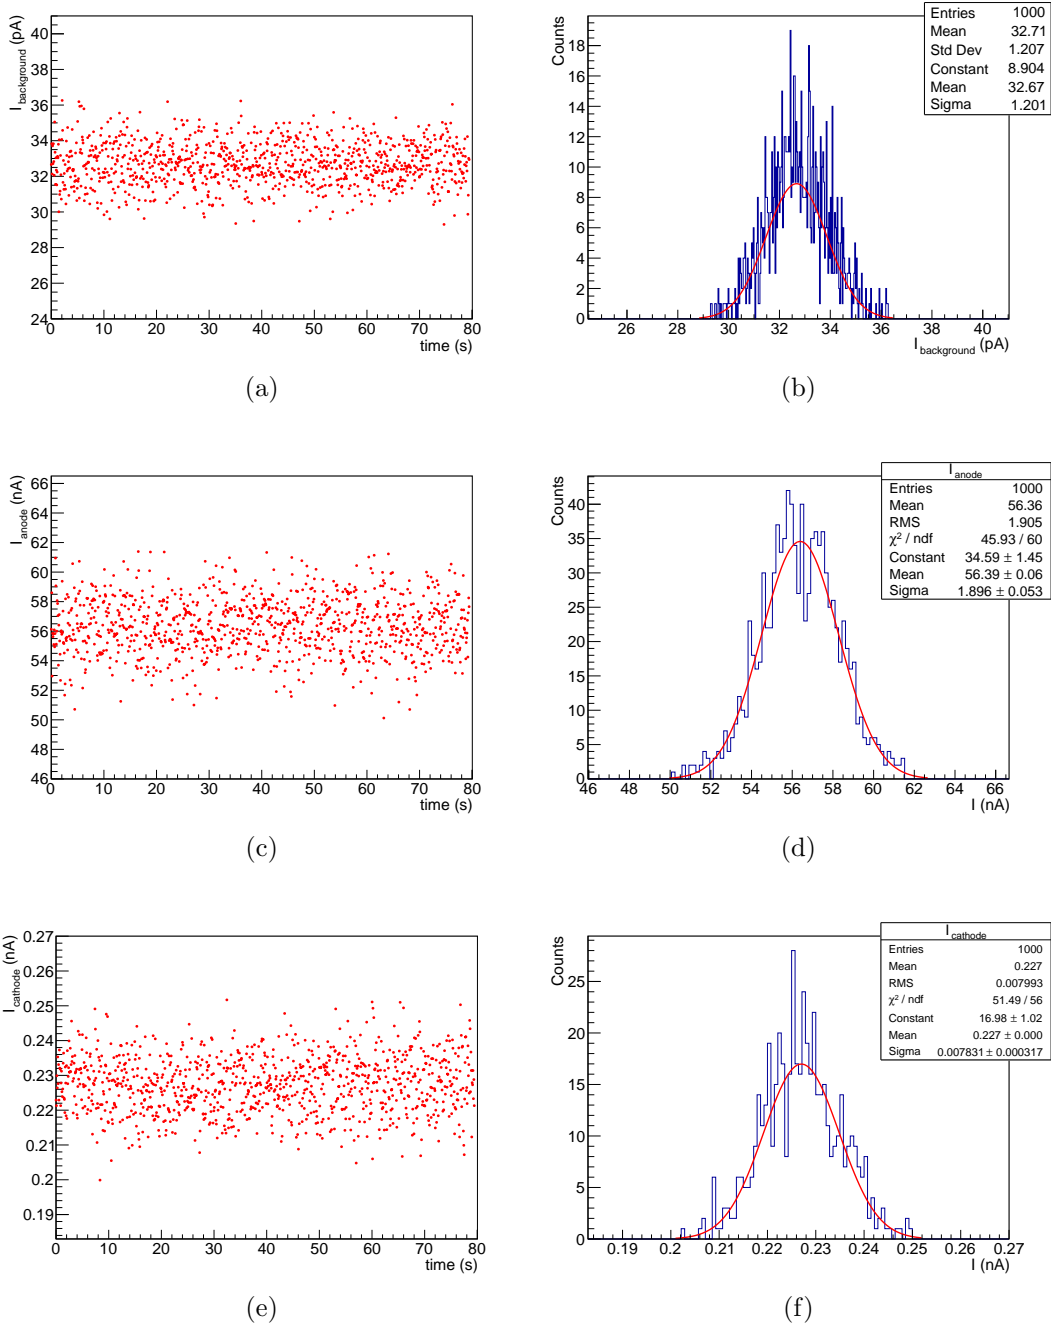 I background (pA)
40
38
36
34
32
30
28
26
24
0 10 20 30 40 50 60 70 80
time (s)
(a)
Counts
18
16
14
12
10
8
6
4
2
0
26 28 30 32 34 36 38 40
I background (pA)
Entries 1000
Mean 32.71
Std Dev 1.207
Constant 8.904
Mean 32.67
Sigma 1.201
(b)
I anode (nA)
66
64
62
60
58
56
54
52
50
48
46
0 10 20 30 40 50 60 70 80
time (s)
(c)
Counts
40
35
30
25
20
15
10
5
0
46 48 50 52 54 56 58 60 62 64 66
I (nA)
I anode
Entries 1000
Mean 56.36
RMS 1.905
χ² / ndf 45.93 / 60
Constant 34.59 ± 1.45
Mean 56.39 ± 0.06
Sigma 1.896 ± 0.053
(d)
I cathode (nA)
0.27
0.26
0.25
0.24
0.23
0.22
0.21
0.2
0.19
0 10 20 30 40 50 60 70 80
time (s)
(e)
Counts
25
20
15
10
5
0
0.19 0.2 0.21 0.22 0.23 0.24 0.25 0.26 0.27
I (nA)
I cathode
Entries 1000
Mean 0.227
RMS 0.007993
χ² / ndf 51.49 / 56
Constant 16.98 ± 1.02
Mean 0.227 ± 0.000
Sigma 0.007831 ± 0.000317
(f)